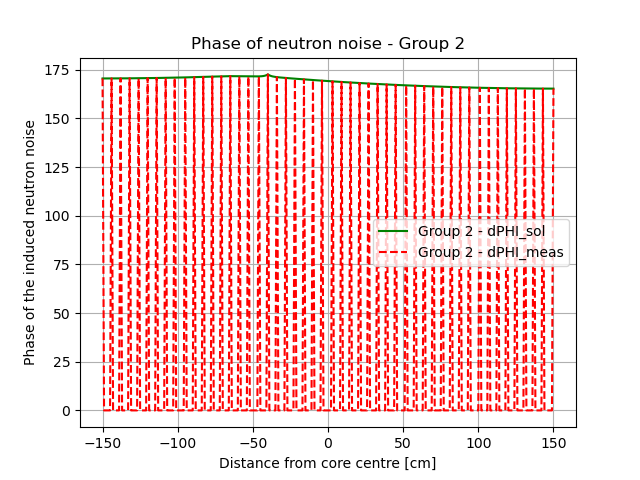 Phase of neutron noise - Group 2
Phase of the induced neutron noise
175
150
125
100
75
50
25
0
Group 2 - dPHI_sol
Group 2 - dPHI_meas
−150 −100 −50 0 50 100 150
Distance from core centre [cm]